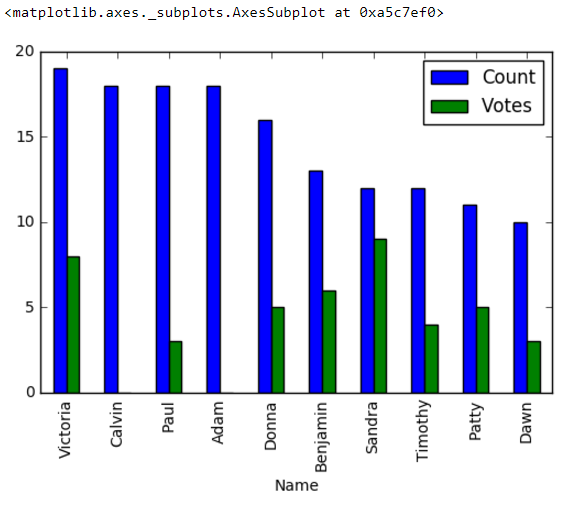 <matplotlib.axes._subplots.AxesSubplot at 0xa5c7ef0>
20
15
10
5
0
Count
Votes
Victoria
Calvin
Paul
Adam
Donna
Benjamin
Sandra
Timothy
Patty
Dawn
Name